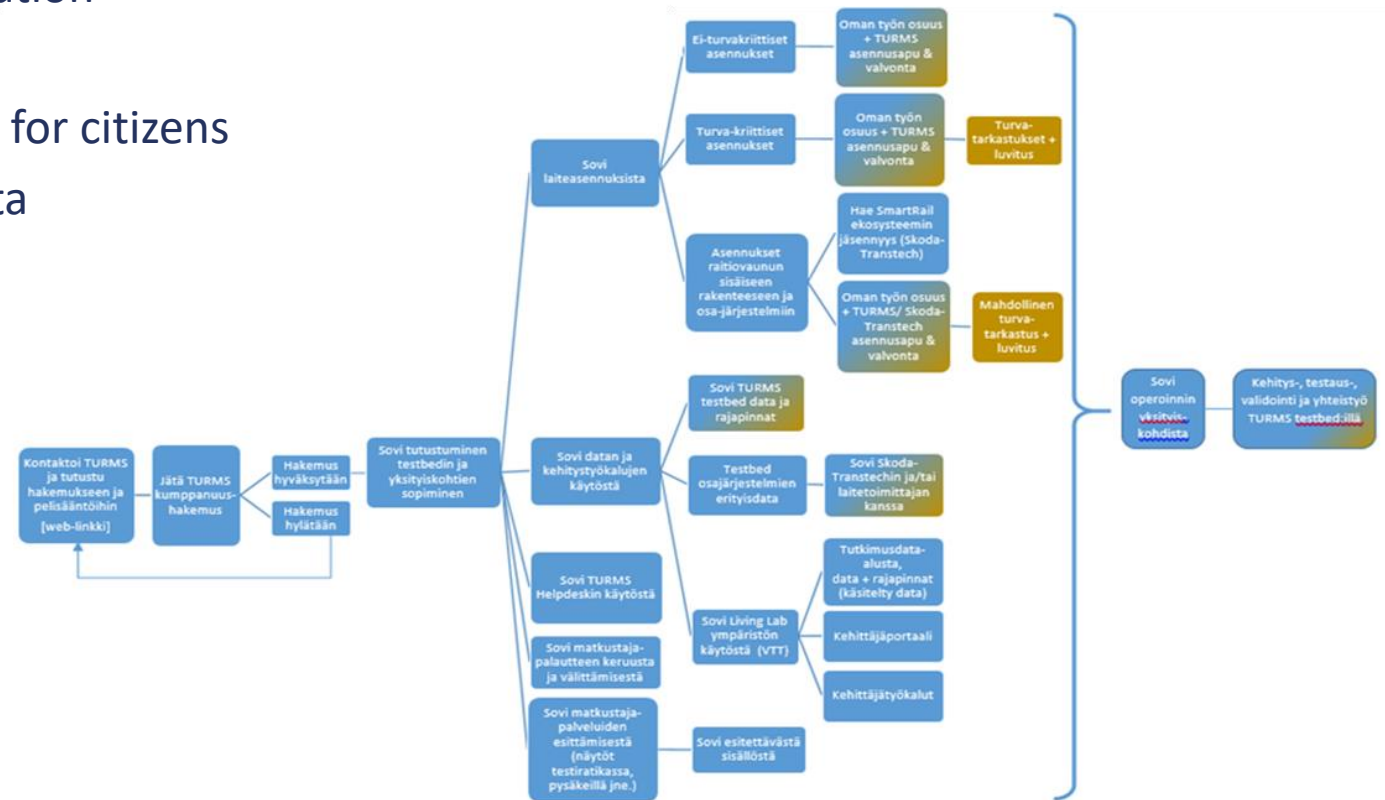 ation
for citizens
ta
Kontaktoi TURMS
ja tutustu
hakemukseen ja
pelisääntöihin
[web-linkki]
Jätä TURMS
kumppanuus-
hakemus
Hakemus
hyväksytään
Hakemus
hylätään
Sovi tutustuminen
testbedin ja
yksityiskohtien
sopiminen
Sovi
laiteasennuksista
Ei-turvakriittiset
asennukset
Oman työn osuus
+ TURMS
asennusapu &
valvonta
Turva-kriittiset
asennukset
Oman työn
osuus + TURMS
asennusapu &
valvonta
Turva-
tarkastukset +
luvitus
Asennukset
raitiovaunun
sisäiseen
rakenteeseen ja
osa-järjestelmiin
Hae SmartRail
ekosysteemin
jäsennyys (Skoda-
Transtech)
Oman työn osuus
+ TURMS/ Skoda-
Transtech
asennusapu &
valvonta
Mahdollinen
turva-
tarkastus +
luvitus
Sovi datan ja
kehitystyökalujen
käytöstä
Sovi TURMS
testbed data ja
rajapinnat
Testbed
osajärjestelmien
erityisdata
Sovi Skoda-
Transtechin ja/tai
laitetoimittajan
kanssa
Sovi Living Lab
ympäristön
käytöstä (VTT)
Tutkimusdata-
alusta,
data + rajapinnat
(käsitelty data)
Kehittäjäportaali
Kehittäjätyökalut
Sovi TURMS
Helpdeskin käytöstä
Sovi matkustaja-
palautteen keruusta
ja välittämisestä
Sovi matkustaja-
palveluiden
esittämisestä
(näytöt
testiratikassa,
pysäkeillä jne.)
Sovi esitettävästä
sisällöstä
Sovi
operoinnin
yksityis-
kohdista
Kehitys-, testaus-,
validointi ja yhteistyö
TURMS testbed:illä